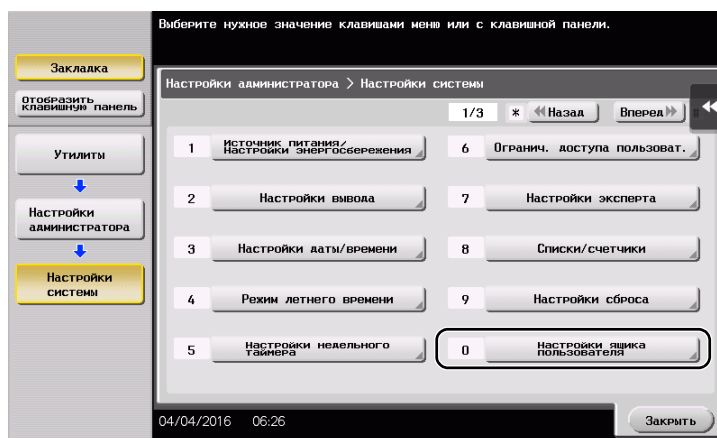 Выберите нужное значение клавишами меню или с клавишной панели.
Закладка
Отобразить
клавишную панель
Утилиты
Настройки
администратора
Настройки
системы
Настройки администратора > Настройки системы
1/3 * Назад Вперед
1 Источник питания/
Настройки энергосбережения
2 Настройки вывода
3 Настройки даты/времени
4 Режим летнего времени
5 Настройки недельного
таймера
6 Огранич. доступа пользоват.
7 Настройки эксперта
8 Списки/счетчики
9 Настройки сброса
0 Настройки ящика
пользователя
04/04/2016 06:26
Закрыть